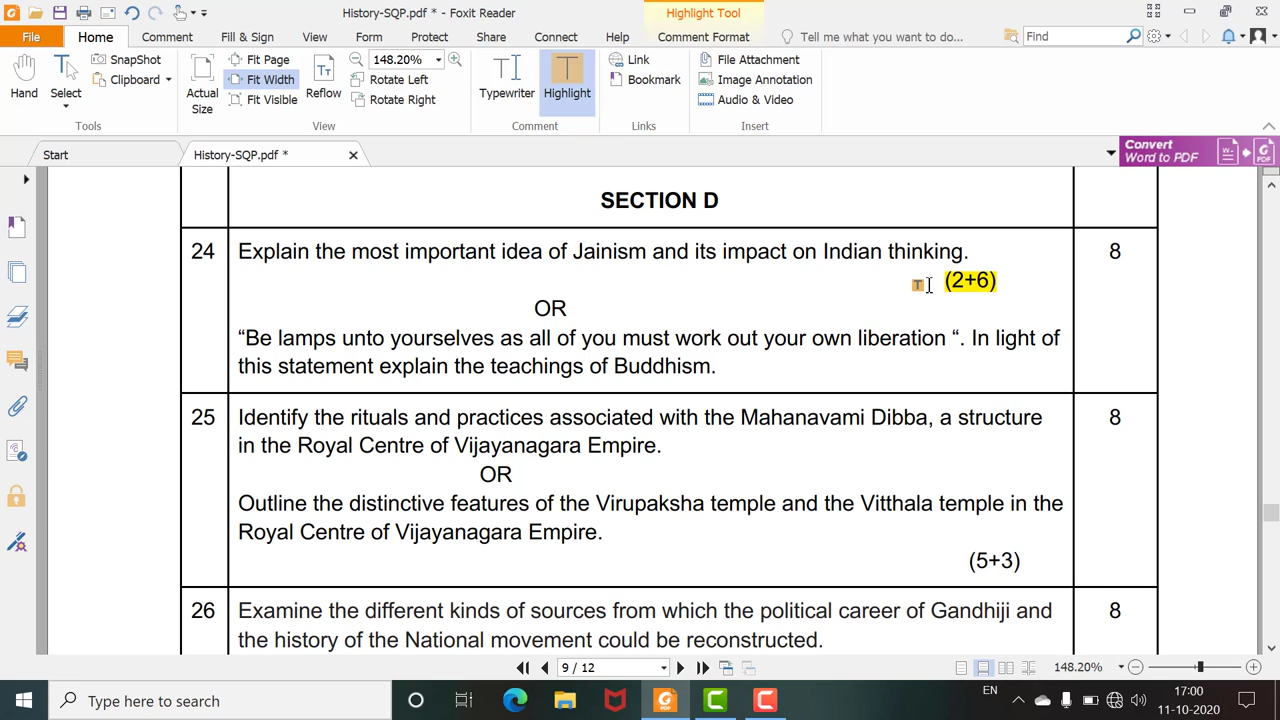 History-SQP.pdf * - Foxit Reader
Highlight Tool
File Home Comment Fill & Sign View Form Protect Share Connect Help Comment Format Tell me what you want to do... Find
Hand
Select
SnapShot
Clipboard
Tools
Actual Size
Fit Page
Fit Width
Fit Visible
Reflow
148.20%
Rotate Left
Rotate Right
View
Typewriter
Highlight
Comment
Link
Bookmark
Links
File Attachment
Image Annotation
Audio & Video
Insert
Start
History-SQP.pdf *
Convert
Word to PDF
SECTION D
24 Explain the most important idea of Jainism and its impact on Indian thinking. 8
(2+6)
OR
“Be lamps unto yourselves as all of you must work out your own liberation “. In light of
this statement explain the teachings of Buddhism.
25 Identify the rituals and practices associated with the Mahanavami Dibba, a structure 8
in the Royal Centre of Vijayanagara Empire.
OR
Outline the distinctive features of the Virupaksha temple and the Vitthala temple in the
Royal Centre of Vijayanagara Empire.
(5+3)
26 Examine the different kinds of sources from which the political career of Gandhiji and 8
the history of the National movement could be reconstructed.
9 / 12
148.20%
Type here to search
EN
17:00
11-10-2020